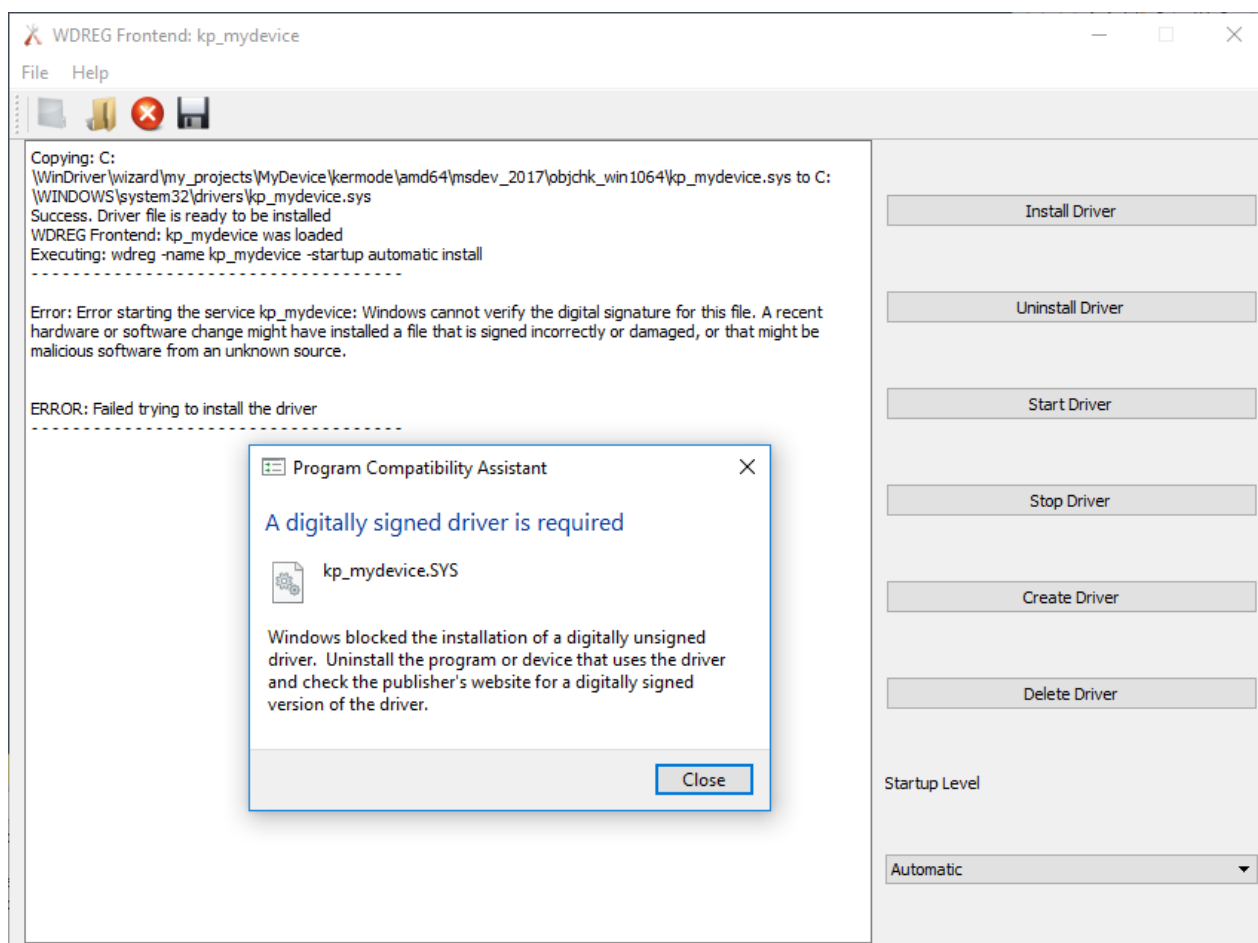 WDREG Frontend: kp_mydevice
File Help
Copying: C:
\WinDriver\wizard\my_projects\MyDevice\kermode\amd64\msdev_2017\objchk_win1064\kp_mydevice.sys to C:
\WINDOWS\system32\drivers\kp_mydevice.sys
Success. Driver file is ready to be installed
WDREG Frontend: kp_mydevice was loaded
Executing: wdreg -name kp_mydevice -startup automatic install
- - - - - - - - - - - - - - - - - - - - - - - - - - - - - - - - - - - -
Error: Error starting the service kp_mydevice: Windows cannot verify the digital signature for this file. A recent
hardware or software change might have installed a file that is signed incorrectly or damaged, or that might be
malicious software from an unknown source.
ERROR: Failed trying to install the driver
- - - - - - - - - - - - - - - - - - - - - - - - - - - - - - - - - - - -
Program Compatibility Assistant
A digitally signed driver is required
kp_mydevice.SYS
Windows blocked the installation of a digitally unsigned
driver. Uninstall the program or device that uses the driver
and check the publisher's website for a digitally signed
version of the driver.
Close
Install Driver
Uninstall Driver
Start Driver
Stop Driver
Create Driver
Delete Driver
Startup Level
Automatic